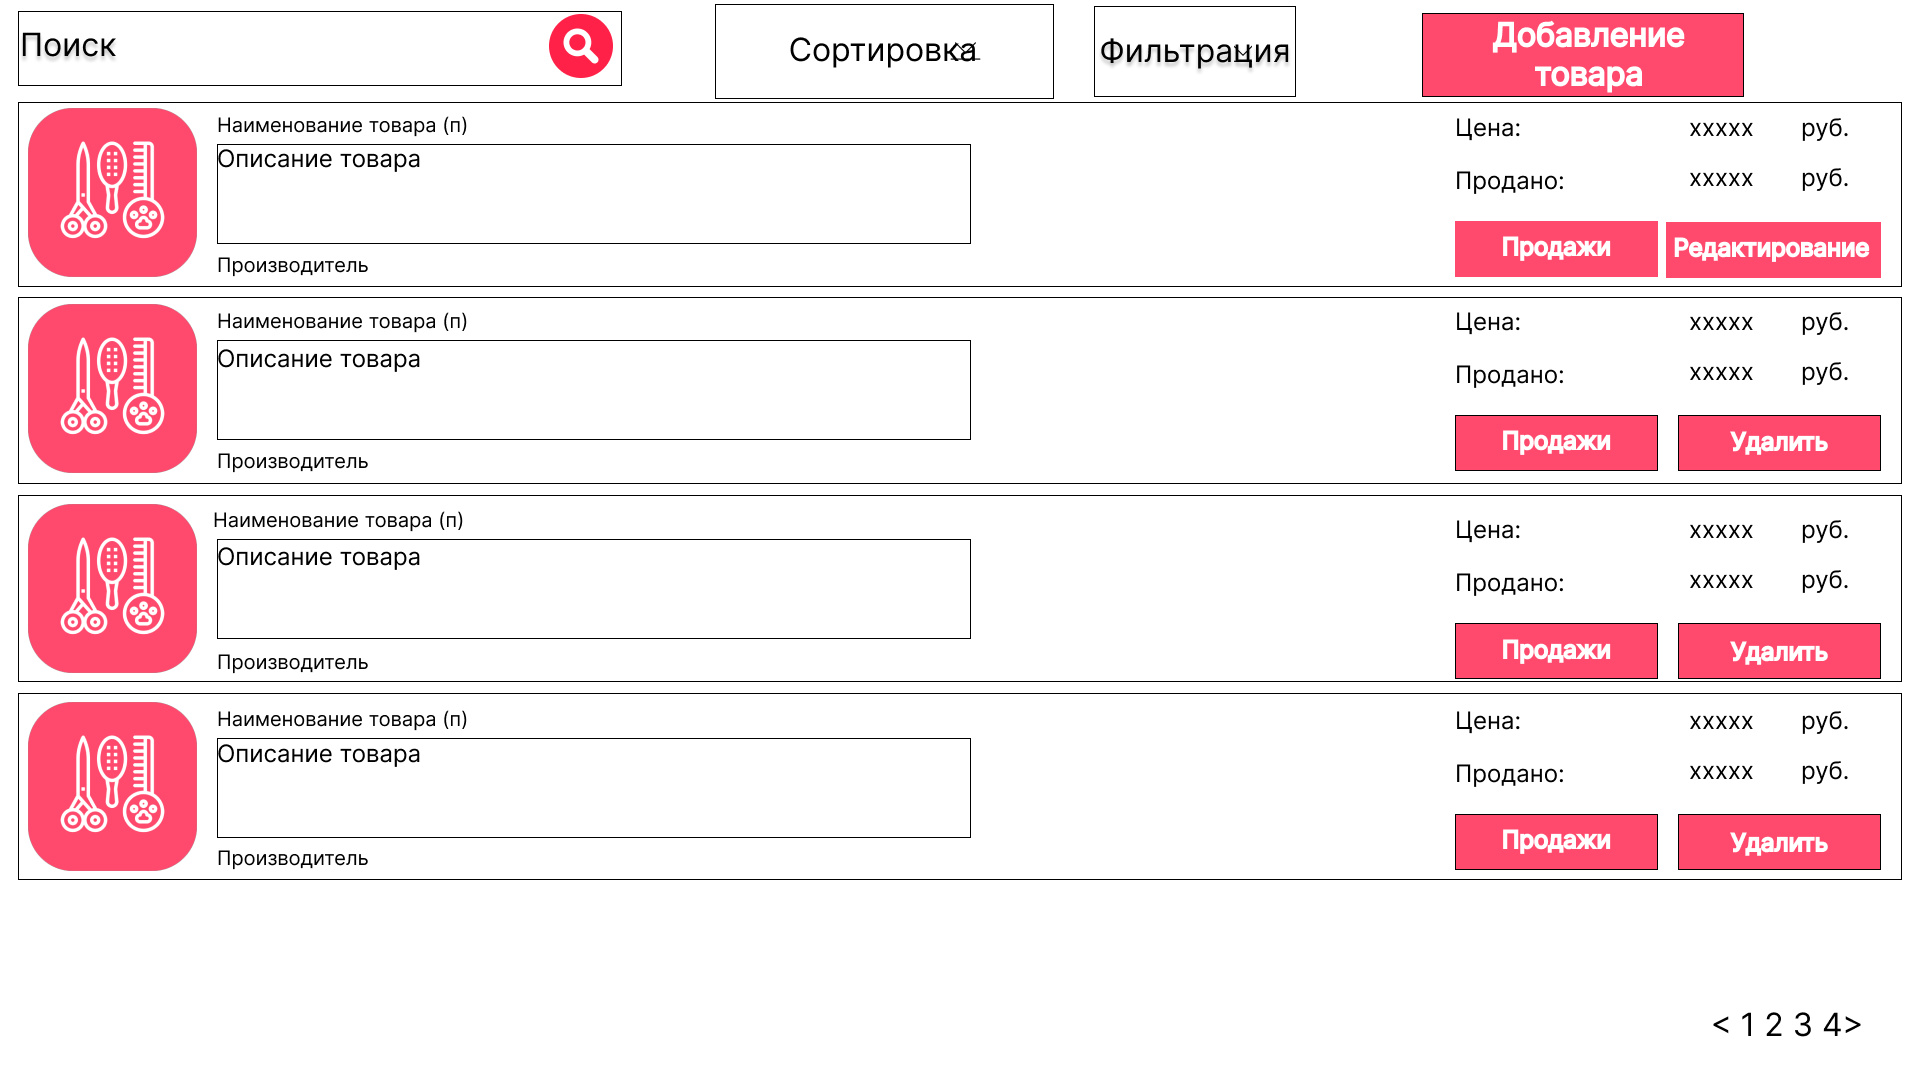 Поиск
Сортировка
Фильтрация
Добавление
товара
Наименование товара (п)
Описание товара
Производитель
Цена: xxxxx руб.
Продано: xxxxx руб.
Продажи
Редактирование
Наименование товара (п)
Описание товара
Производитель
Цена: xxxxx руб.
Продано: xxxxx руб.
Продажи
Удалить
Наименование товара (п)
Описание товара
Производитель
Цена: xxxxx руб.
Продано: xxxxx руб.
Продажи
Удалить
Наименование товара (п)
Описание товара
Производитель
Цена: xxxxx руб.
Продано: xxxxx руб.
Продажи
Удалить
< 1 2 3 4>